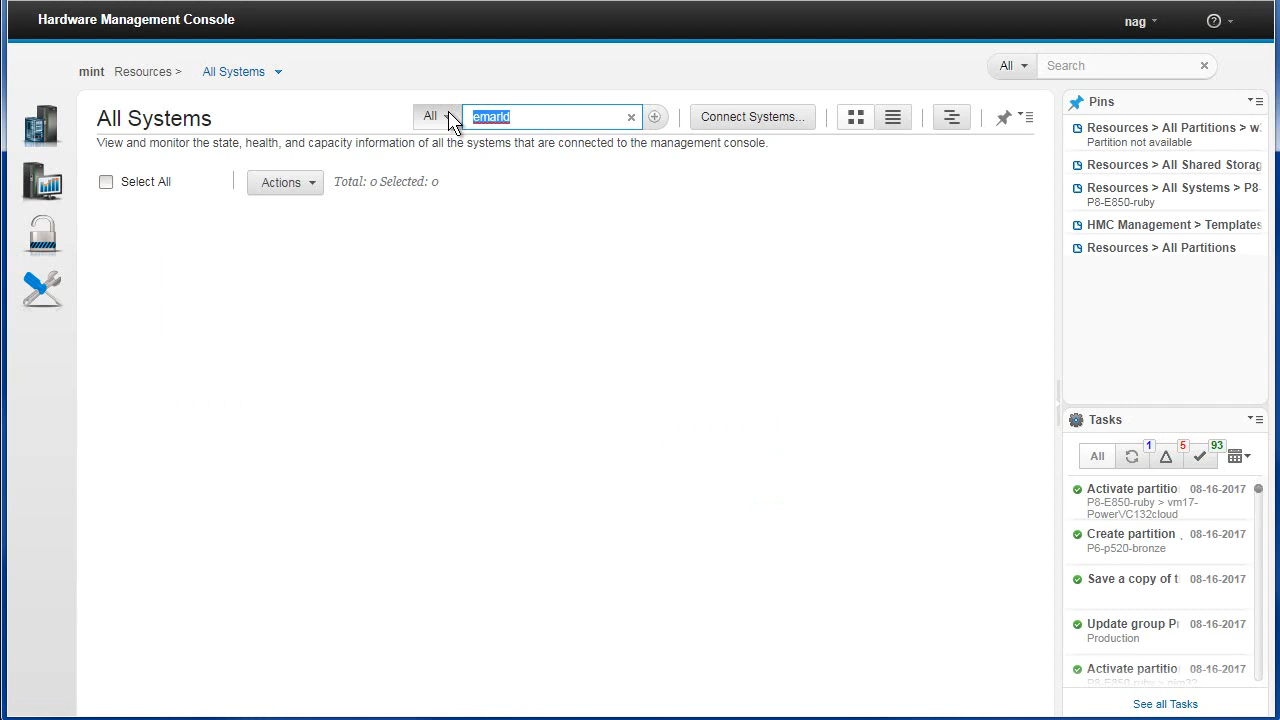 Hardware Management Console
nag
mint Resources > All Systems
All Search
All Systems
All emarld
Connect Systems...
View and monitor the state, health, and capacity information of all the systems that are connected to the management console.
Select All
Actions
Total: 0 Selected: 0
Pins
Resources > All Partitions >
Partition not available
Resources > All Shared Storag
Resources > All Systems > P8-
P8-E850-ruby
HMC Management > Templates
Resources > All Partitions
Tasks
All 1 5 93
Activate partitio 08-16-2017
P8-E850-ruby > vm17-
PowerVC132cloud
Create partition 08-16-2017
P6-p520-bronze
Save a copy of t 08-16-2017
Update group P 08-16-2017
Production
Activate partitio 08-16-2017
P8-E850-ruby > nim32
See all Tasks